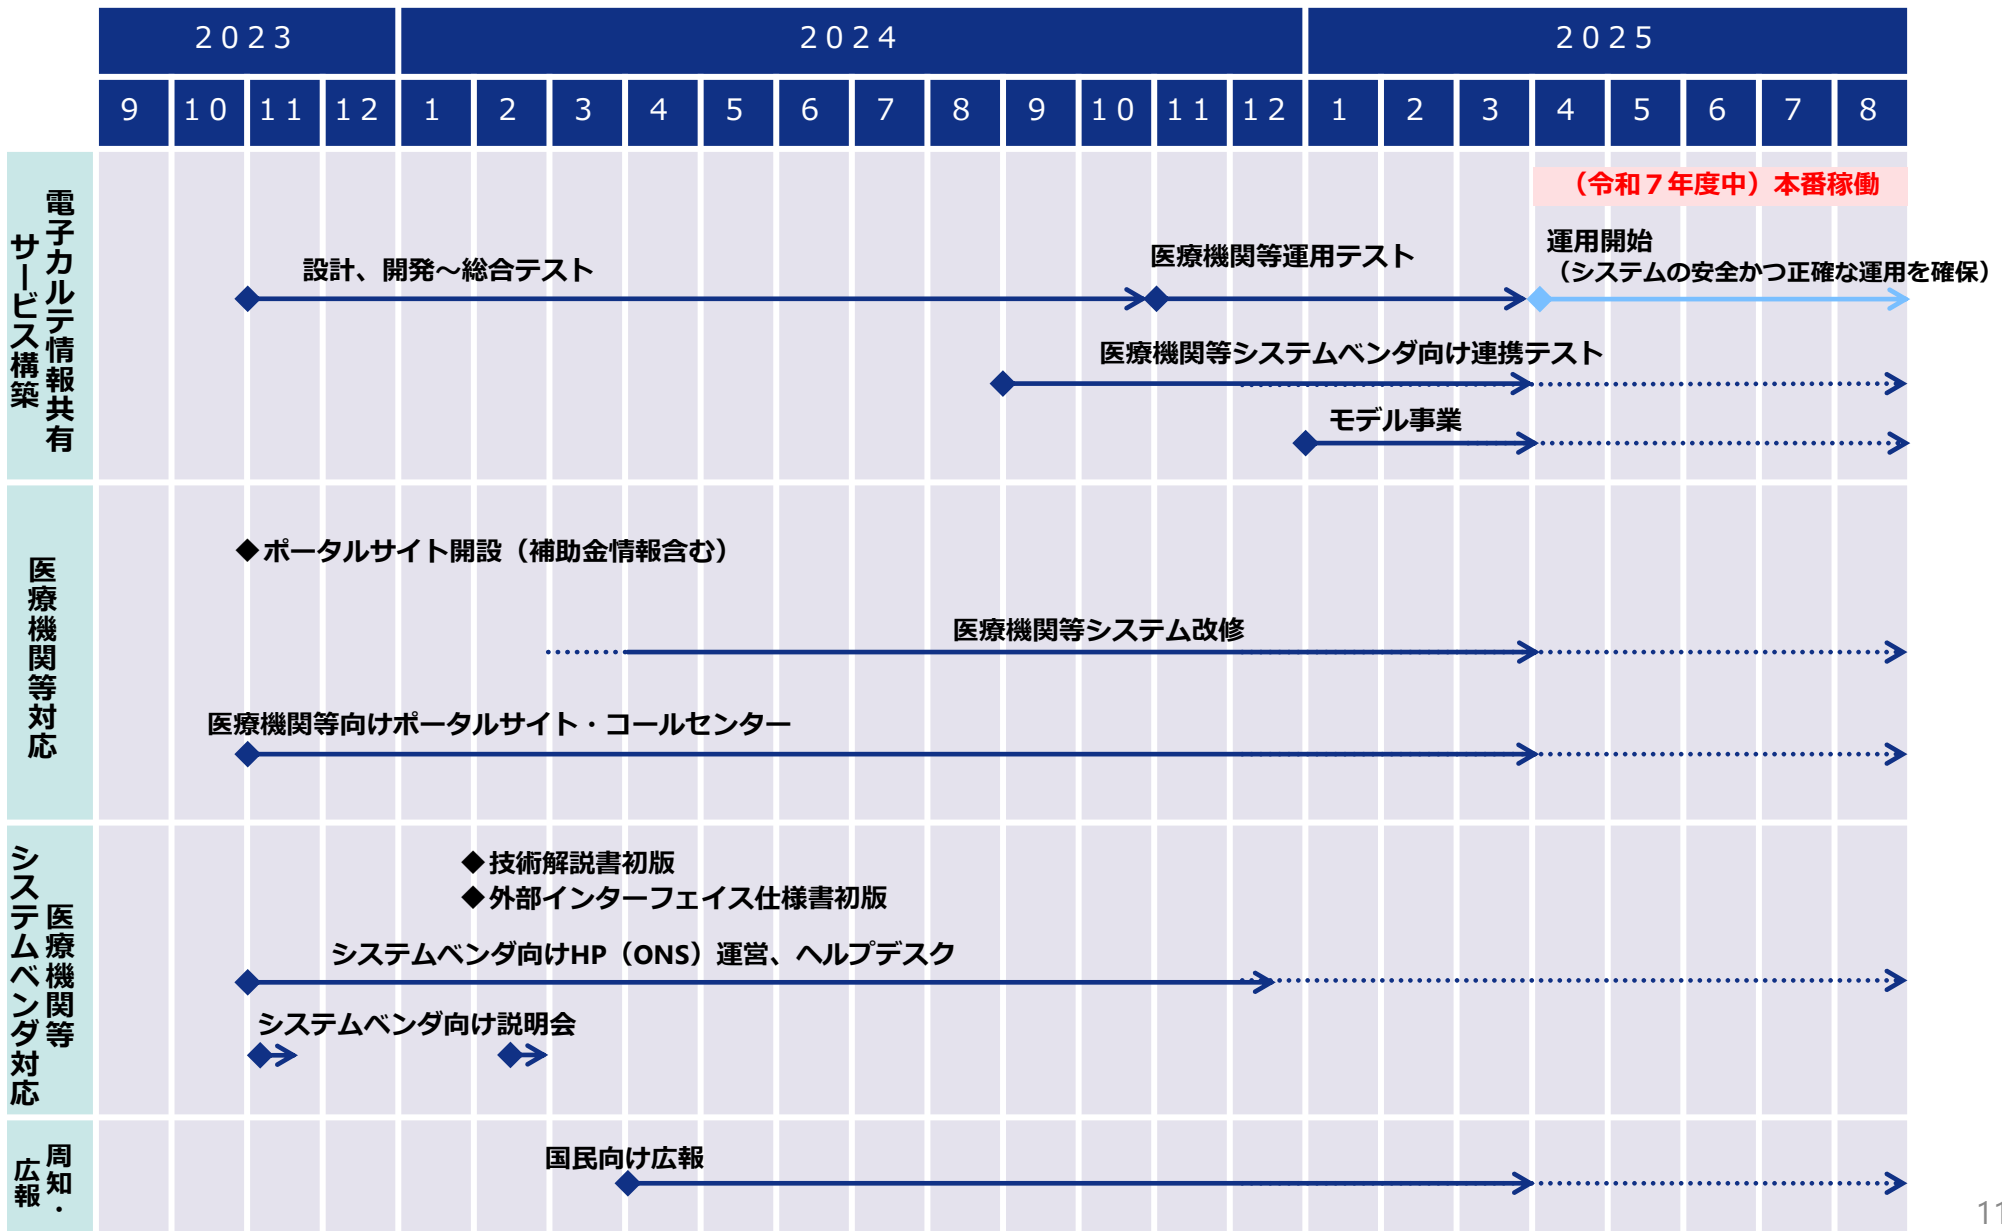 ２０２３
２０２４
２０２５
９ １０ １１ １２ １ ２ ３ ４ ５ ６ ７ ８ ９ １０ １１ １２ １ ２ ３ ４ ５ ６ ７ ８
電子カルテ情報共有
サービス構築
（令和７年度中）本番稼働
設計、開発～総合テスト
医療機関等運用テスト
運用開始
（システムの安全かつ正確な運用を確保）
医療機関等システムベンダ向け連携テスト
モデル事業
医療機関等対応
◆ポータルサイト開設（補助金情報含む）
医療機関等システム改修
医療機関等向けポータルサイト・コールセンター
医療機関等
システムベンダ対応
◆技術解説書初版
◆外部インターフェイス仕様書初版
システムベンダ向けHP（ONS）運営、ヘルプデスク
システムベンダ向け説明会
周知・
広報
国民向け広報
11